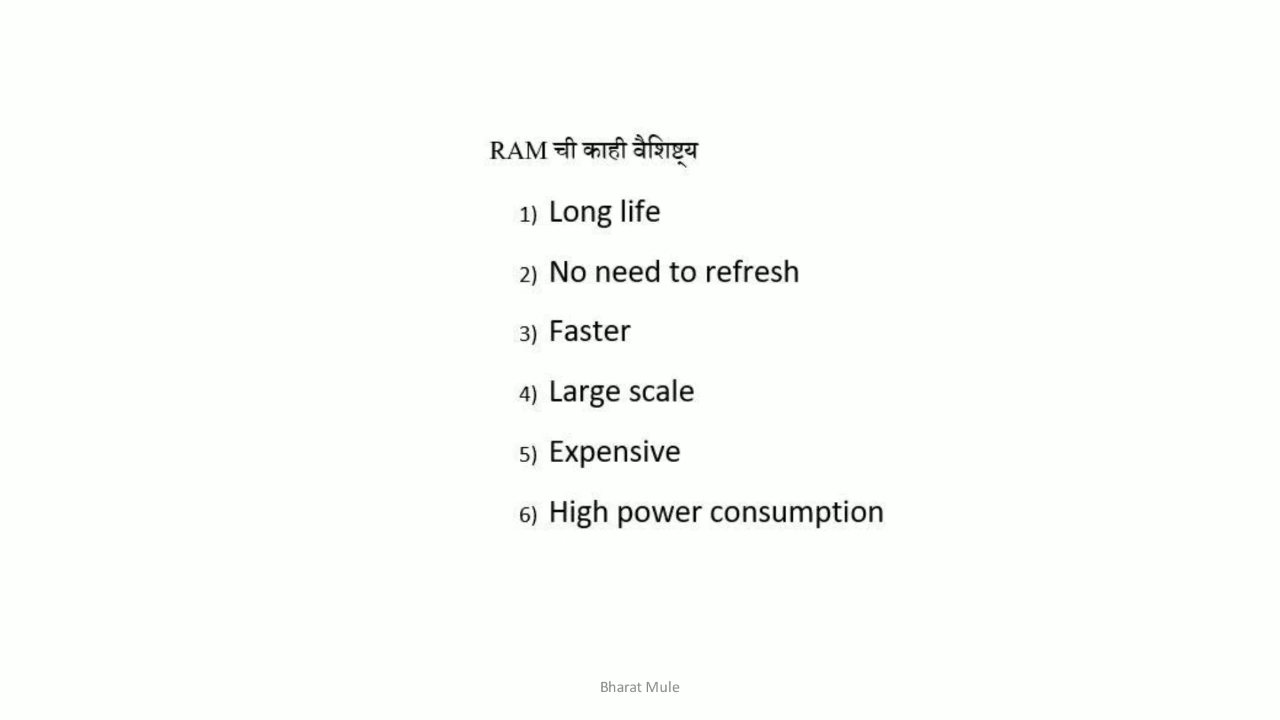 RAM ची काही वैशिष्ट्य
1) Long life
2) No need to refresh
3) Faster
4) Large scale
5) Expensive
6) High power consumption
Bharat Mule